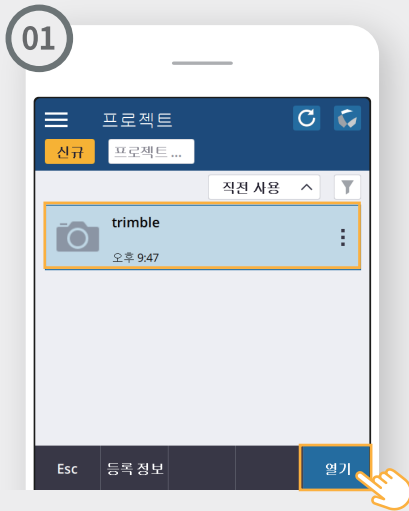 01
프로젝트
신규
프로젝트 ...
직전 사용
trimble
오후 9:47
Esc
등록 정보
열기